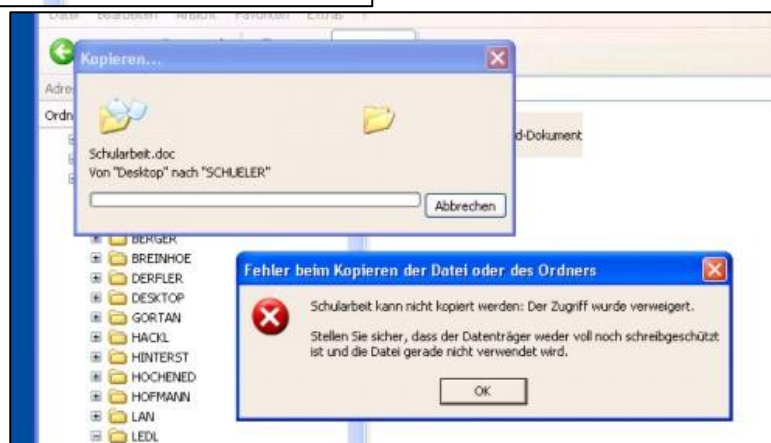 Datei Bearbeiten Ansicht Favoriten Extras ?
Kopieren...
Schularbeit.doc
Von "Desktop" nach "SCHUELER"
Abbrechen
d-Dokument
BERGER
BREINHOE
DERFLER
DESKTOP
GORTAN
HACKL
HINTERST
HOCHENED
HOFMANN
LAN
LEDL
Fehler beim Kopieren der Datei oder des Ordners
Schularbeit kann nicht kopiert werden: Der Zugriff wurde verweigert.
Stellen Sie sicher, dass der Datenträger weder voll noch schreibgeschützt
ist und die Datei gerade nicht verwendet wird.
OK
Adre
Ordn